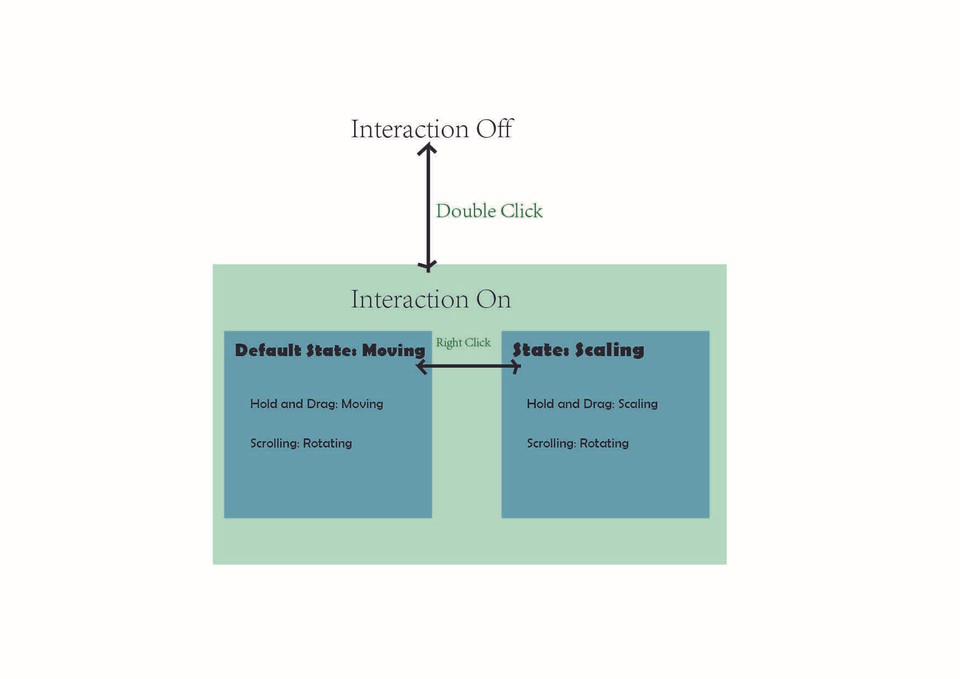 Interaction Off
Double Click
Interaction On
Default State: Moving
Right Click
State: Scaling
Hold and Drag: Moving
Hold and Drag: Scaling
Scrolling: Rotating
Scrolling: Rotating